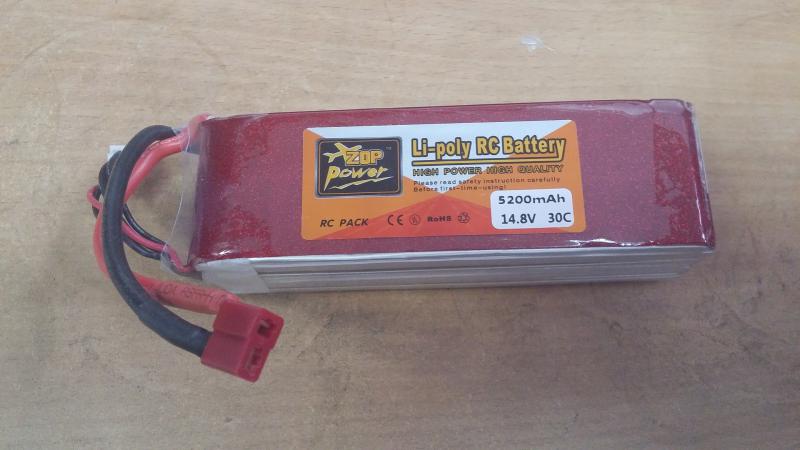 ZOP
Power
™
Li-poly RC Battery
HIGH POWER HIGH QUALITY
Please read safety instruction carefully
Before first-time-using!
5200mAh
14.8V 30C
RC PACK CE RoHS